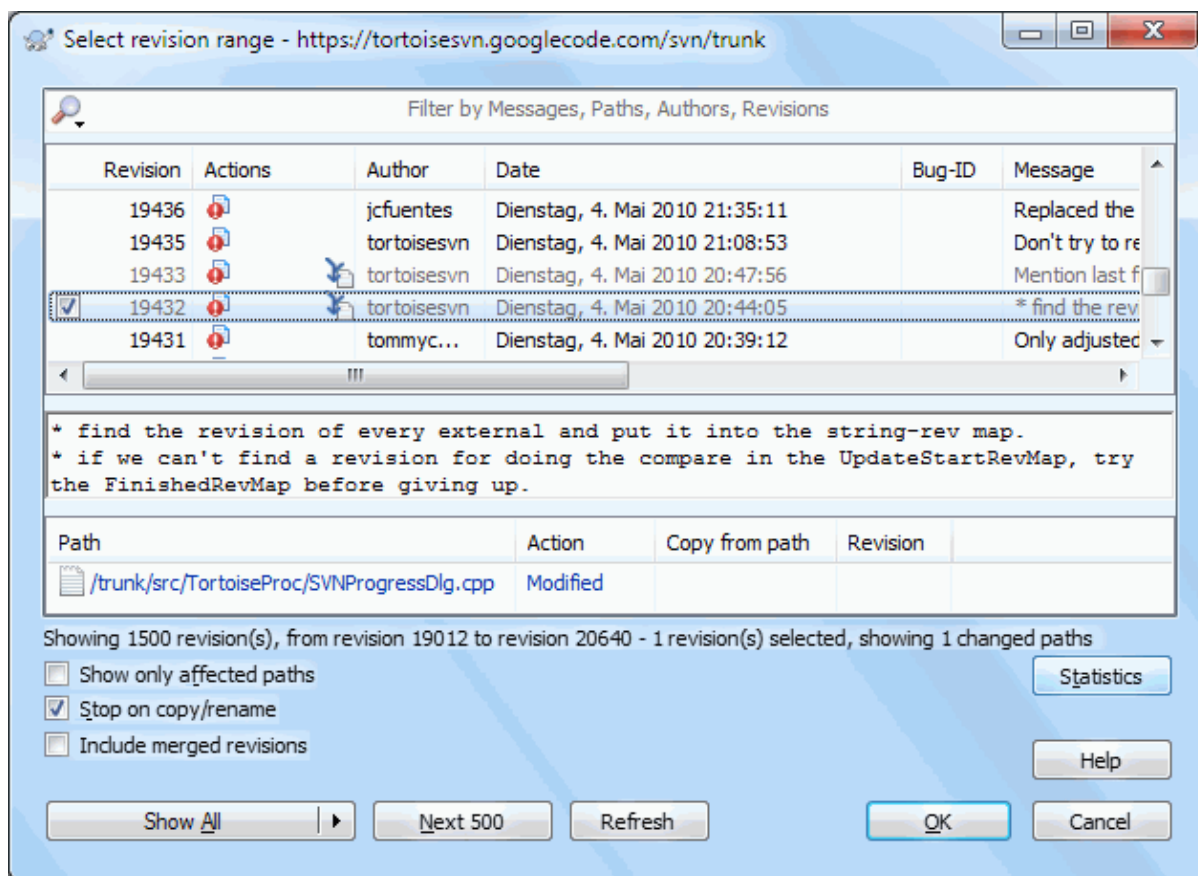 Select revision range - https://tortoisesvn.googlecode.com/svn/trunk
Filter by Messages, Paths, Authors, Revisions
Revision Actions Author Date Bug-ID Message
19436 jcfuentes Dienstag, 4. Mai 2010 21:35:11 Replaced the
19435 tortoisesvn Dienstag, 4. Mai 2010 21:08:53 Don't try to re
19433 tortoisesvn Dienstag, 4. Mai 2010 20:47:56 Mention last f
19432 tortoisesvn Dienstag, 4. Mai 2010 20:44:05 * find the rev
19431 tommyc... Dienstag, 4. Mai 2010 20:39:12 Only adjusted
* find the revision of every external and put it into the string-rev map.
* if we can't find a revision for doing the compare in the UpdateStartRevMap, try
the FinishedRevMap before giving up.
Path Action Copy from path Revision
/trunk/src/TortoiseProc/SVNProgressDlg.cpp Modified
Showing 1500 revision(s), from revision 19012 to revision 20640 - 1 revision(s) selected, showing 1 changed paths
Show only affected paths
Statistics
Stop on copy/rename
Include merged revisions
Help
Show All Next 500 Refresh OK Cancel